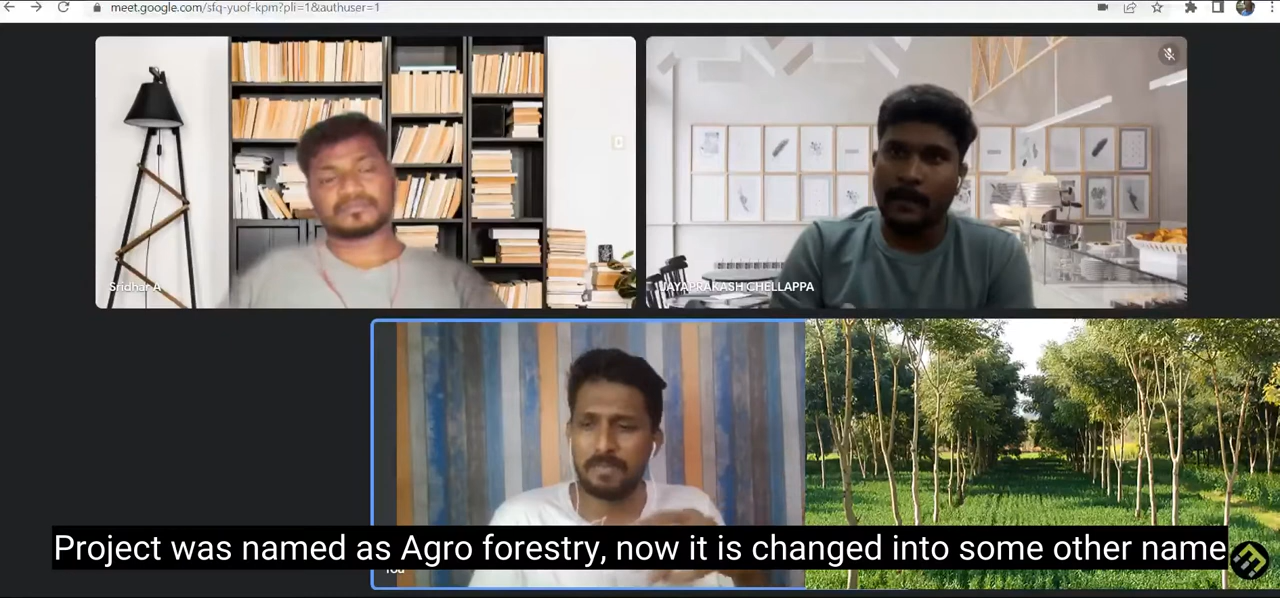 meet.google.com/sfq-yuof-kpm?pli=1&authuser=1
Sridhar A
JAYAPRAKASH CHELLAPPA
Project was named as Agro forestry, now it is changed into some other name
You